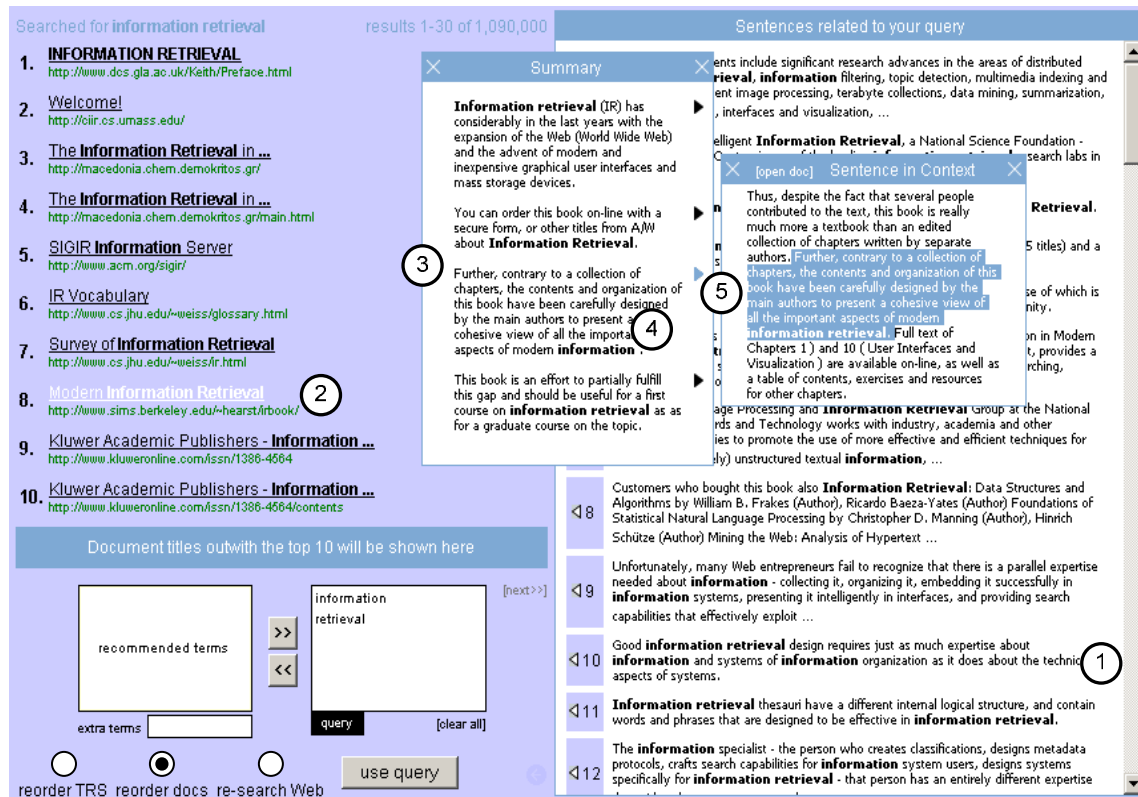 Searched for information retrieval
results 1-30 of 1,090,000
1. INFORMATION RETRIEVAL
http://www.dcs.gla.ac.uk/Keith/Preface.html
2. Welcome!
http://ciir.cs.umass.edu/
3. The Information Retrieval in ...
http://macedonia.chem.demokritos.gr/
4. The Information Retrieval in ...
http://macedonia.chem.demokritos.gr/main.html
5. SIGIR Information Server
http://www.acm.org/sigir/
6. IR Vocabulary
http://www.cs.jhu.edu/~weiss/glossary.html
7. Survey of Information Retrieval
http://www.cs.jhu.edu/~weiss/ir.html
8. Modern Information Retrieval
http://www.sims.berkeley.edu/~hearst/irbook/
2
9. Kluwer Academic Publishers - Information ...
http://www.kluweronline.com/issn/1386-4564
10. Kluwer Academic Publishers - Information ...
http://www.kluweronline.com/issn/1386-4564/contents
Document titles outwith the top 10 will be shown here
recommended terms
>>
<<
information
retrieval
[next>>]
extra terms
query
[clear all]
reorder TRS reorder docs re-search Web
use query
Summary
Information retrieval (IR) has
considerably in the last years with the
expansion of the Web (World Wide Web)
and the advent of modern and
inexpensive graphical user interfaces and
mass storage devices.
You can order this book on-line with a
secure form, or other titles from A/W
about Information Retrieval.
3
Further, contrary to a collection of
chapters, the contents and organization of
this book have been carefully designed
by the main authors to present a
cohesive view of all the important
aspects of modern information .
4
This book is an effort to partially fulfill
this gap and should be useful for a first
course on information retrieval as as
for a graduate course on the topic.
Sentences related to your query
include significant research advances in the areas of distributed
information filtering, topic detection, multimedia indexing and
image processing, terabyte collections, data mining, summarization,
, interfaces and visualization, ...
Information Retrieval, a National Science Foundation -
labs in
Retrieval.
titles) and a
of which is
in Modern
provides a
[open doc] Sentence in Context
Thus, despite the fact that several people
contributed to the text, this book is really
much more a textbook than an edited
collection of chapters written by separate
authors. Further, contrary to a collection of
chapters, the contents and organization of this
book have been carefully designed by the
main authors to present a cohesive view of
all the important aspects of modern
information retrieval. Full text of
Chapters 1 ) and 10 ( User Interfaces and
Visualization ) are available on-line, as well as
a table of contents, exercises and resources
for other chapters.
5
Processing and Information Retrieval Group at the National
and Technology works with industry, academia and other
to promote the use of more effective and efficient techniques for
unstructured textual information, ...
8 Customers who bought this book also Information Retrieval: Data Structures and
Algorithms by William B. Frakes (Author), Ricardo Baeza-Yates (Author) Foundations of
Statistical Natural Language Processing by Christopher D. Manning (Author), Hinrich
Schütze (Author) Mining the Web: Analysis of Hypertext ...
9 Unfortunately, many Web entrepreneurs fail to recognize that there is a parallel expertise
needed about information - collecting it, organizing it, embedding it successfully in
information systems, presenting it intelligently in interfaces, and providing search
capabilities that effectively exploit ...
10 Good information retrieval design requires just as much expertise about
information and systems of information organization as it does about the technic
aspects of systems.
1
11 Information retrieval thesauri have a different internal logical structure, and contain
words and phrases that are designed to be effective in information retrieval.
12 The information specialist - the person who creates classifications, designs metadata
protocols, crafts search capabilities for information system users, designs systems
specifically for information retrieval - that person has an entirely different expertise